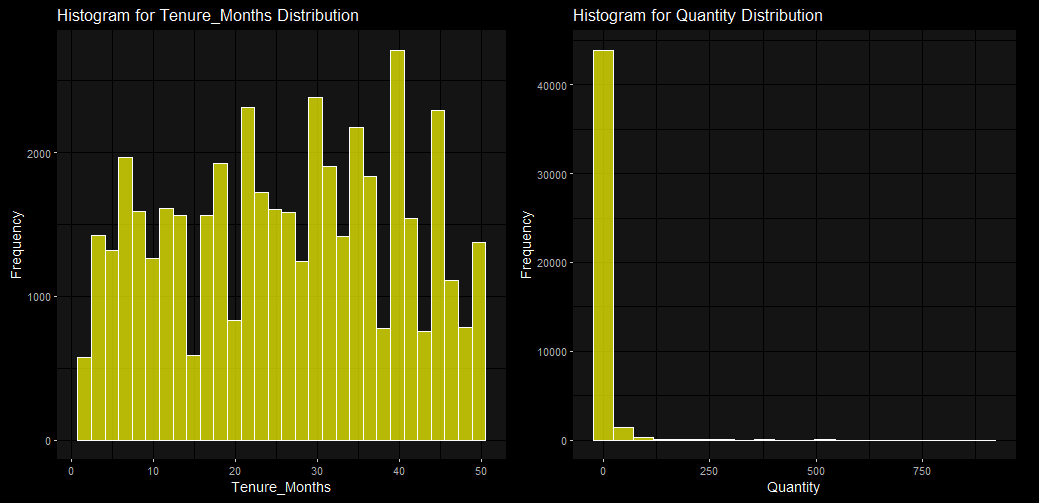 Histogram for Tenure_Months Distribution
Frequency
2000
1000
0
0 10 20 30 40 50
Tenure_Months
Histogram for Quantity Distribution
Frequency
40000
30000
20000
10000
0
0 250 500 750
Quantity